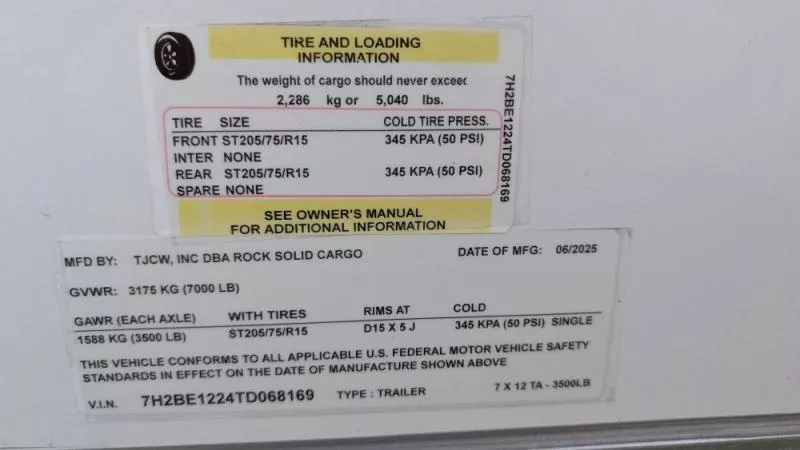 TIRE AND LOADING
INFORMATION
The weight of cargo should never exceed
2,286 kg or 5,040 lbs.
TIRE SIZE COLD TIRE PRESS.
FRONT ST205/75/R15 345 KPA (50 PSI)
INTER NONE
REAR ST205/75/R15 345 KPA (50 PSI)
SPARE NONE
SEE OWNER'S MANUAL
FOR ADDITIONAL INFORMATION
7H2BE1224TD068169
MFD BY: TJCW, INC DBA ROCK SOLID CARGO DATE OF MFG: 06/2025
GVWR: 3175 KG (7000 LB)
GAWR (EACH AXLE) WITH TIRES RIMS AT COLD
1588 KG (3500 LB) ST205/75/R15 D15 X 5 J 345 KPA (50 PSI) SINGLE
THIS VEHICLE CONFORMS TO ALL APPLICABLE U.S. FEDERAL MOTOR VEHICLE SAFETY
STANDARDS IN EFFECT ON THE DATE OF MANUFACTURE SHOWN ABOVE
V.I.N. 7H2BE1224TD068169 TYPE : TRAILER 7 X 12 TA - 3500LB